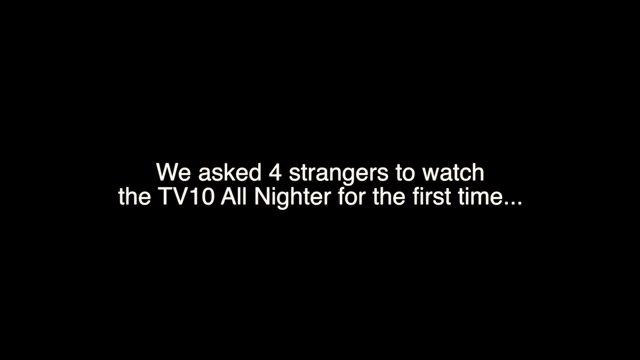 We asked 4 strangers to watch
the TV10 All Nighter for the first time...